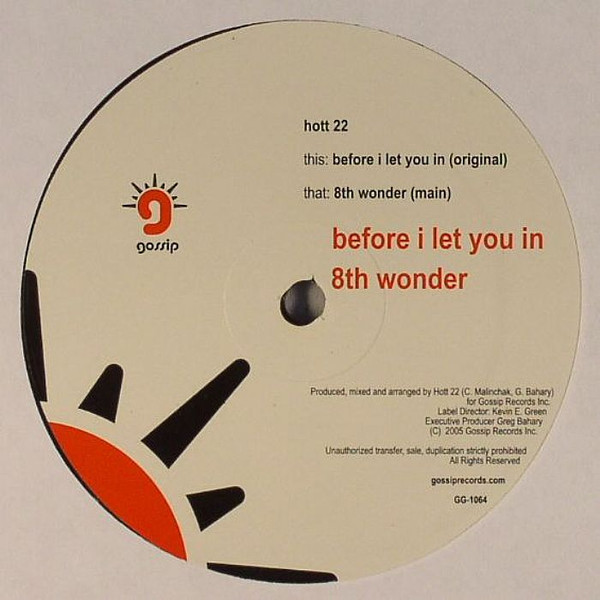 hott 22
this: before i let you in (original)
that: 8th wonder (main)
gossip
before i let you in
8th wonder
Produced, mixed and arranged by Hott 22 (C. Malinchak, G. Bahary)
for Gossip Records Inc.
Label Director: Kevin E. Green
Executive Producer Greg Bahary
(C) 2005 Gossip Records Inc.
Unauthorized transfer, sale, duplication strictly prohibited
All Rights Reserved
gossiprecords.com
GG-1064